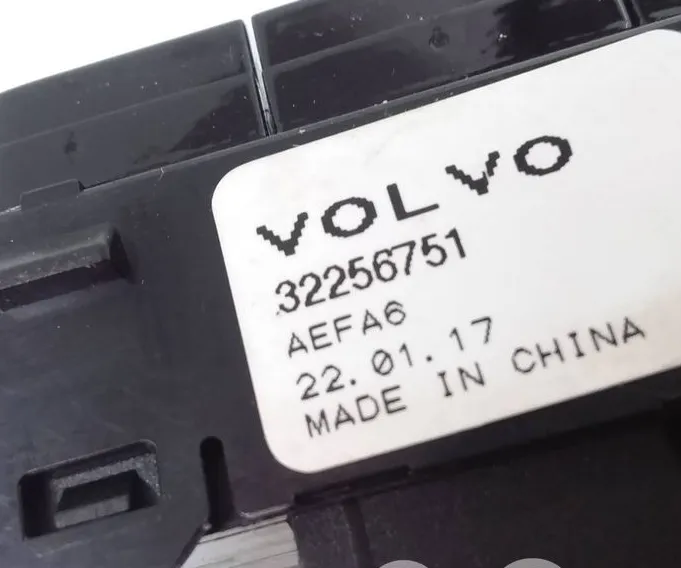 VOLVO
32256751
AEFA6
22.01.17
MADE IN CHINA